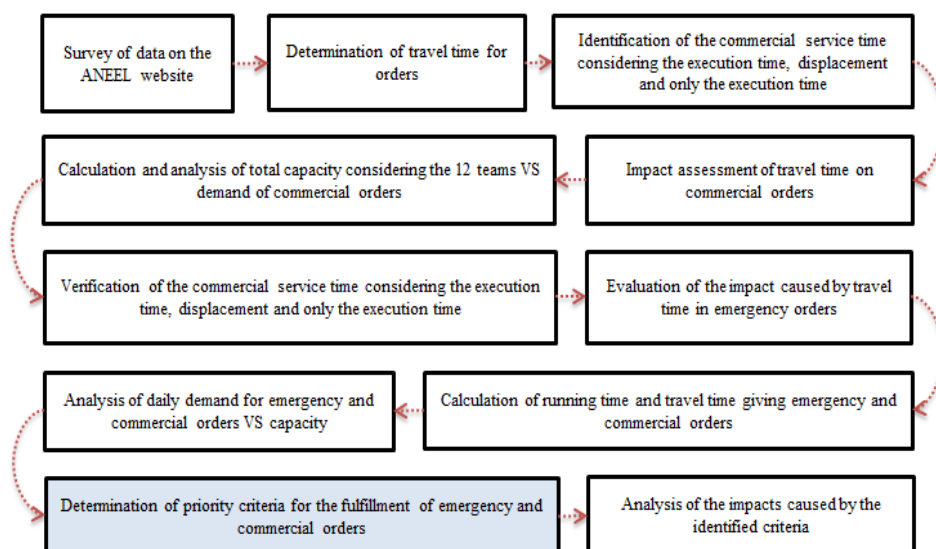 Survey of data on the
ANEEL website
Determination of travel time for
orders
Identification of the commercial service time
considering the execution time, displacement
and only the execution time
Impact assessment of travel time on
commercial orders
Calculation and analysis of total capacity considering the 12 teams VS
demand of commercial orders
Verification of the commercial service time considering the execution
time, displacement and only the execution time
Evaluation of the impact caused by travel
time in emergency orders
Calculation of running time and travel time giving emergency and
commercial orders
Analysis of daily demand for emergency and
commercial orders VS capacity
Determination of priority criteria for the fulfillment of emergency and
commercial orders
Analysis of the impacts caused by the
identified criteria